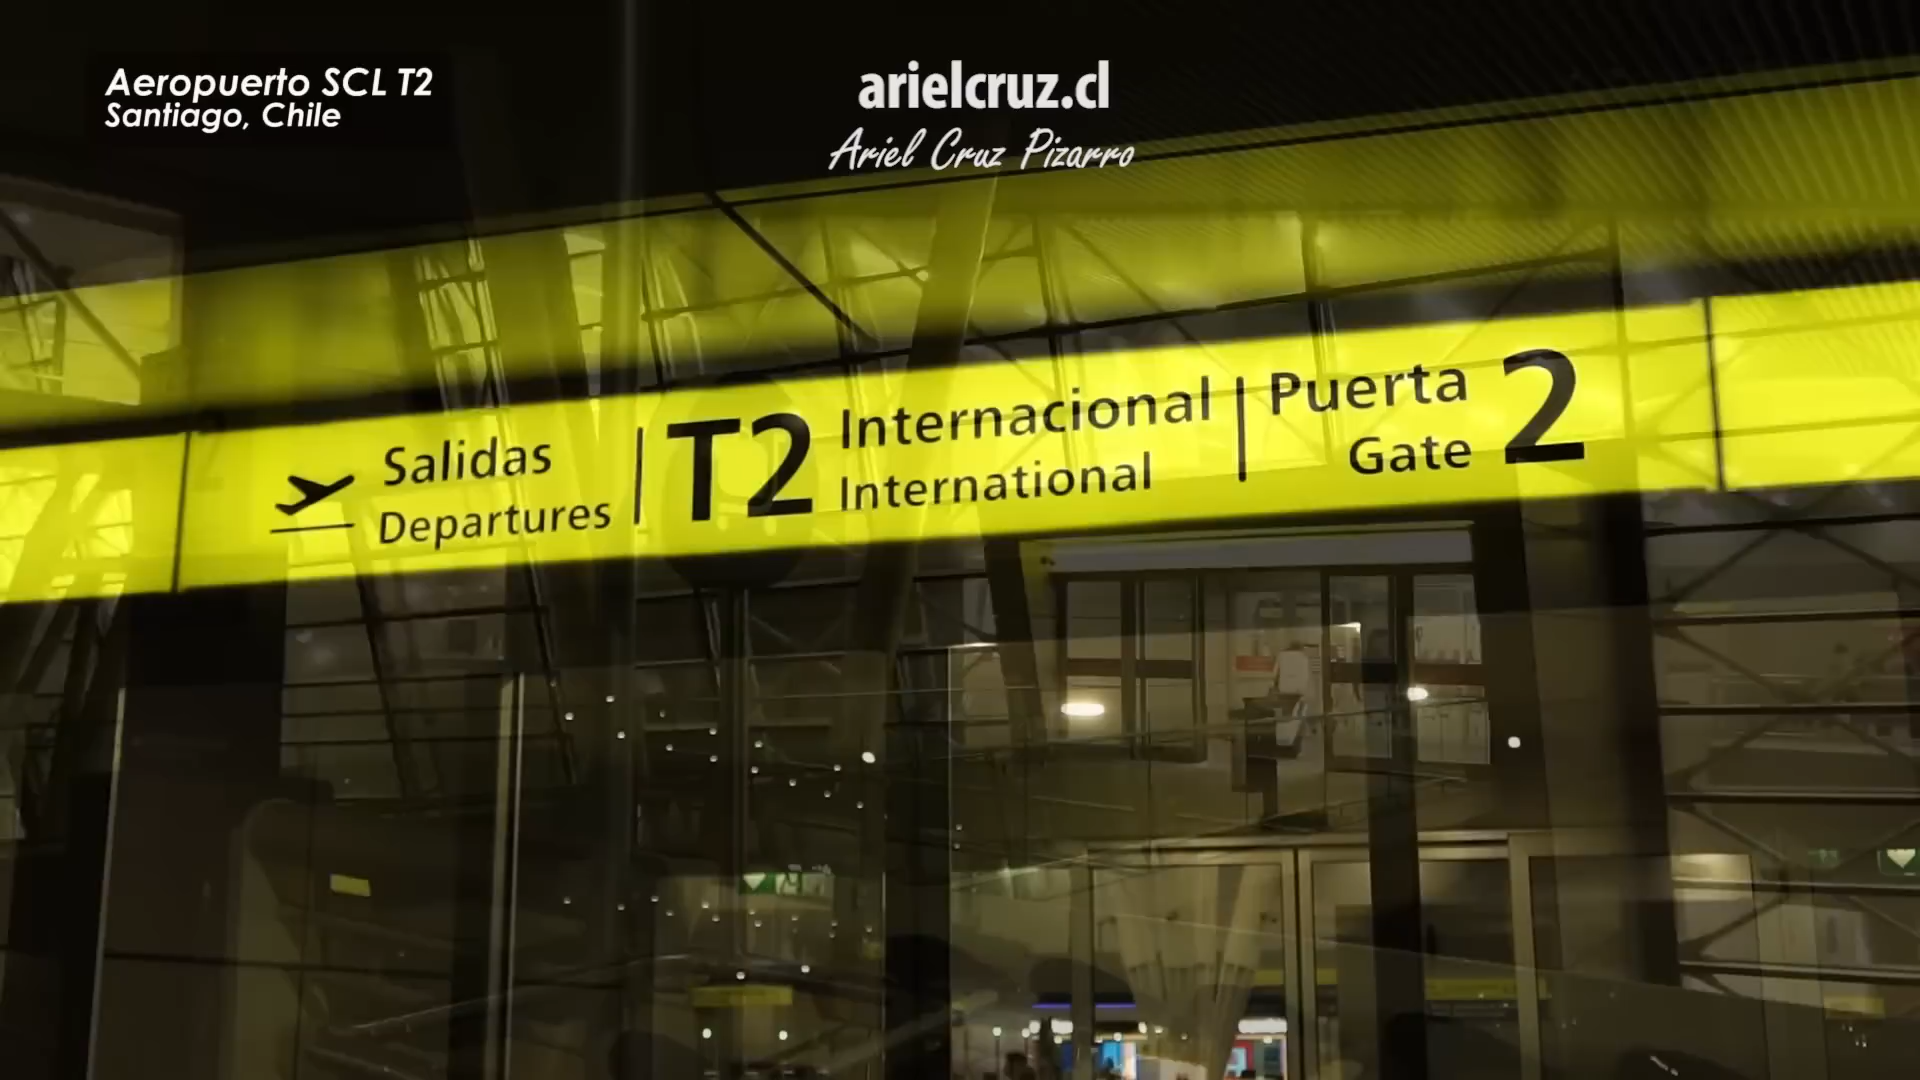 Aeropuerto SCL T2
Santiago, Chile
arielcruz.cl
Ariel Cruz Pizarro
Salidas
Departures
T2
Internacional
International
Puerta
Gate
2